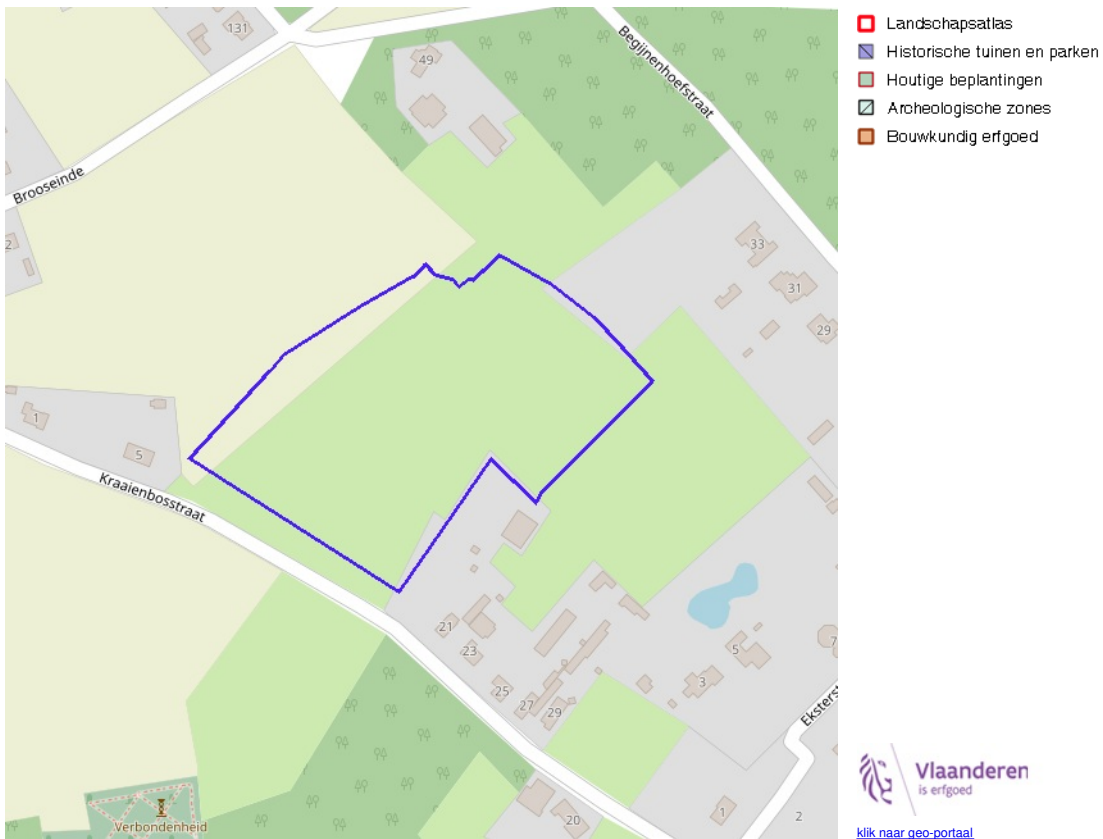 131
49
Begijnenhoefstraat
Brooseinde
2
33
31
29
1
5
Kraaienbosstraat
21
23
25
27
29
5
3
7
1
2
20
Verbondenheid
Landschapsatlas
Historische tuinen en parken
Houtige beplantingen
Archeologische zones
Bouwkundig erfgoed
Vlaanderen
is erfgoed
klik naar geo-portaal